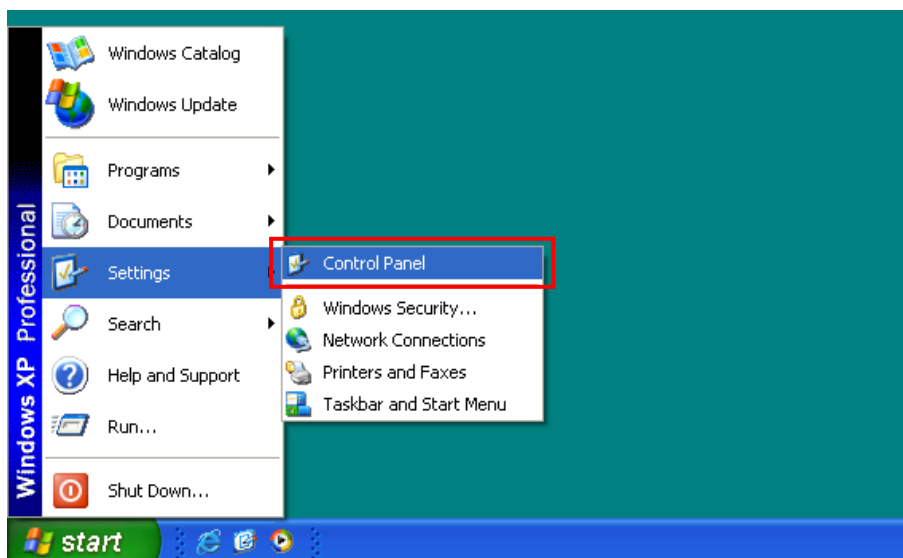 Windows Catalog
Windows Update
Programs
Documents
Settings
Search
Help and Support
Run...
Shut Down...
Windows XP Professional
Control Panel
Windows Security...
Network Connections
Printers and Faxes
Taskbar and Start Menu
start